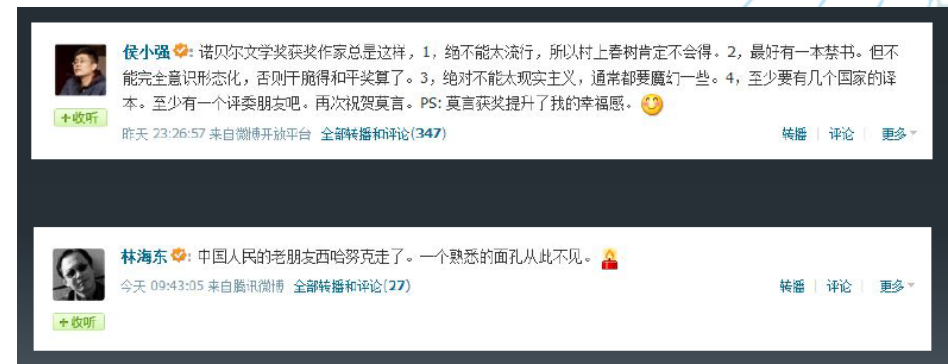 侯小强: 诺贝尔文学奖获奖作家总是这样，1，绝不能太流行，所以村上春树肯定不会得。2，最好有一本禁书。但不
能完全意识形态化，否则干脆得和平奖算了。3，绝对不能太现实主义，通常都要魔幻一些。4，至少要有几个国家的译
本。至少有一个评委朋友吧。再次祝贺莫言。PS: 莫言获奖提升了我的幸福感。
+收听
昨天 23:26:57 来自微博开放平台 全部转播和评论(347) 转播 | 评论 | 更多
林海东: 中国人民的老朋友西哈努克走了。一个熟悉的面孔从此不见。
今天 09:43:05 来自腾讯微博 全部转播和评论(27) 转播 | 评论 | 更多
+收听